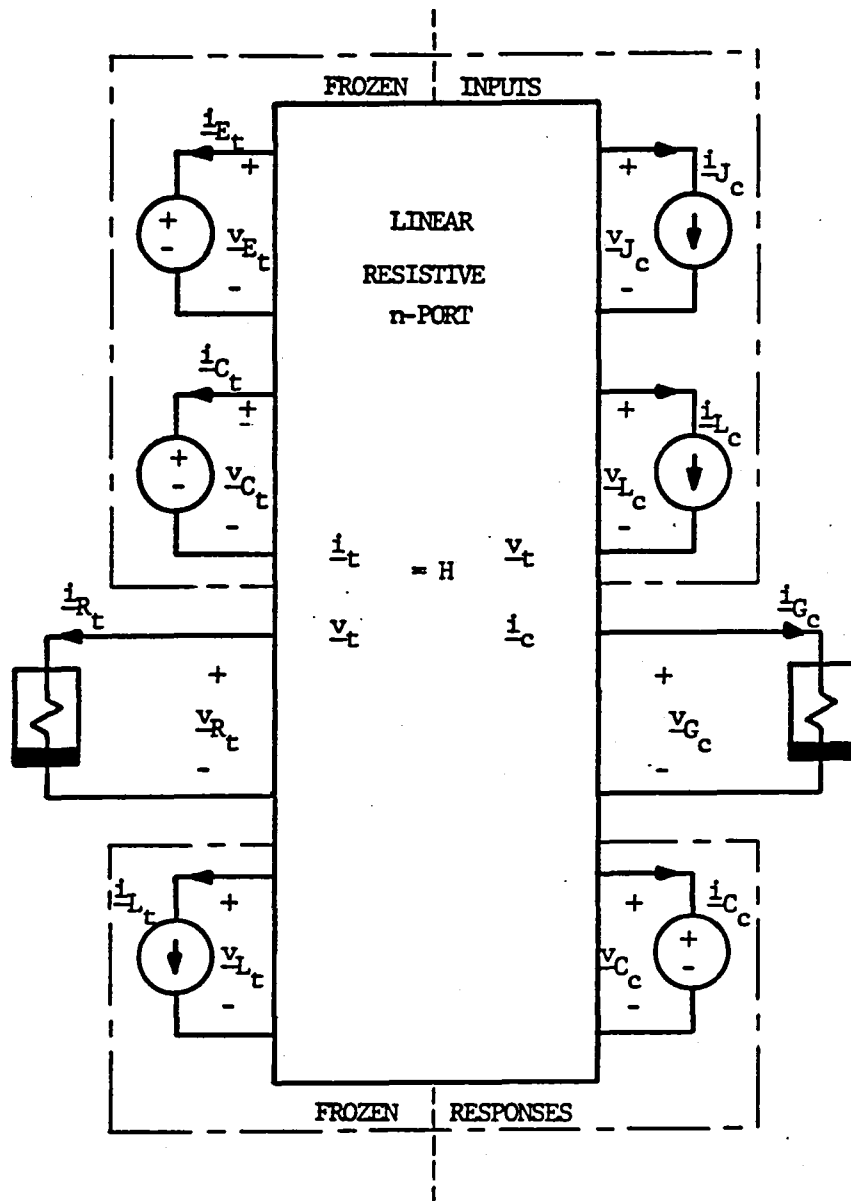 FROZEN INPUTS
i_E_t
+
+
-
v_E_t
-
i_J_c
+
v_J_c
-
LINEAR
RESISTIVE
n-PORT
i_C_t
±
+
-
v_C_t
-
i_L_c
+
v_L_c
-
i_t = H v_t
v_t i_c
i_R_t
+
v_R_t
-
i_G_c
+
v_G_c
-
i_L_t
+
v_L_t
-
i_C_c
+
+
-
v_C_c
-
FROZEN RESPONSES